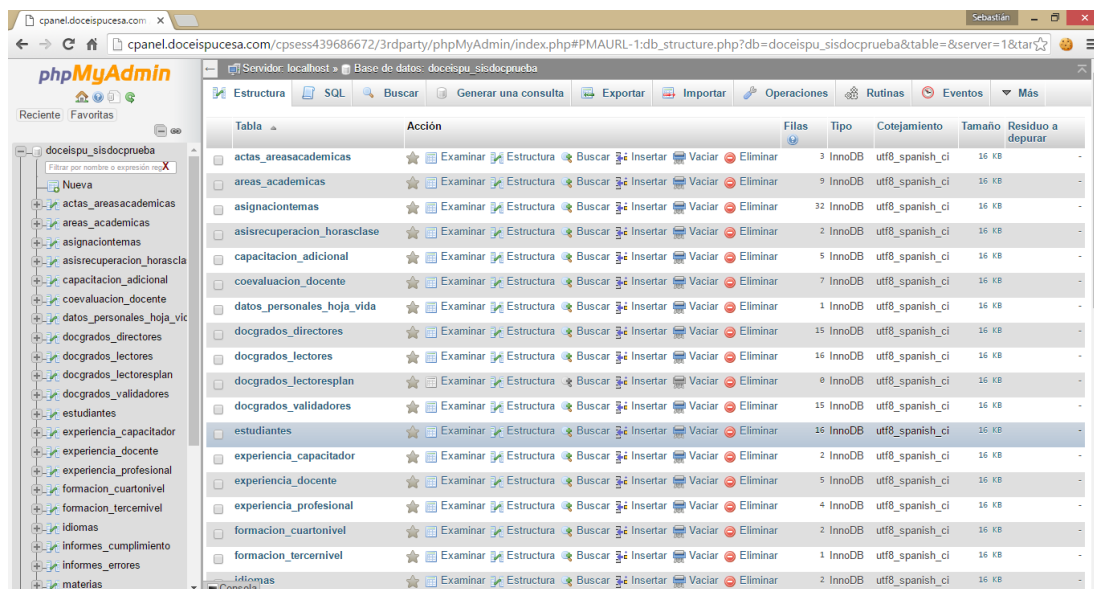 cpanel.doceispucesa.com
Sebastián
cpanel.doceispucesa.com/cpsess439686672/3rdparty/phpMyAdmin/index.php#PMAURL-1:db_structure.php?db=doceispu_sisdocprueba&table=&server=1&tar
phpMyAdmin
Reciente Favoritas
doceispu_sisdocprueba
Filtrar por nombre o expresión reg X
Nueva
actas_areasacademicas
areas_academicas
asignaciontemas
asisrecuperacion_horascla
capacitacion_adicional
coevaluacion_docente
datos_personales_hoja_vic
docgrados_directores
docgrados_lectores
docgrados_lectoresplan
docgrados_validadores
estudiantes
experiencia_capacitador
experiencia_docente
experiencia_profesional
formacion_cuartonivel
formacion_tercernivel
idiomas
informes_cumplimiento
informes_errores
materias
Servidor: localhost » Base de datos: doceispu_sisdocprueba
Estructura SQL Buscar Generar una consulta Exportar Importar Operaciones Rutinas Eventos Más
Tabla Acción Filas Tipo Cotejamiento Tamaño Residuo a depurar
actas_areasacademicas Examinar Estructura Buscar Insertar Vaciar Eliminar 3 InnoDB utf8_spanish_ci 16 KB -
areas_academicas Examinar Estructura Buscar Insertar Vaciar Eliminar 9 InnoDB utf8_spanish_ci 16 KB -
asignaciontemas Examinar Estructura Buscar Insertar Vaciar Eliminar 32 InnoDB utf8_spanish_ci 16 KB -
asisrecuperacion_horasclase Examinar Estructura Buscar Insertar Vaciar Eliminar 2 InnoDB utf8_spanish_ci 16 KB -
capacitacion_adicional Examinar Estructura Buscar Insertar Vaciar Eliminar 5 InnoDB utf8_spanish_ci 16 KB -
coevaluacion_docente Examinar Estructura Buscar Insertar Vaciar Eliminar 7 InnoDB utf8_spanish_ci 16 KB -
datos_personales_hoja_vida Examinar Estructura Buscar Insertar Vaciar Eliminar 1 InnoDB utf8_spanish_ci 16 KB -
docgrados_directores Examinar Estructura Buscar Insertar Vaciar Eliminar 15 InnoDB utf8_spanish_ci 16 KB -
docgrados_lectores Examinar Estructura Buscar Insertar Vaciar Eliminar 16 InnoDB utf8_spanish_ci 16 KB -
docgrados_lectoresplan Examinar Estructura Buscar Insertar Vaciar Eliminar 0 InnoDB utf8_spanish_ci 16 KB -
docgrados_validadores Examinar Estructura Buscar Insertar Vaciar Eliminar 15 InnoDB utf8_spanish_ci 16 KB -
estudiantes Examinar Estructura Buscar Insertar Vaciar Eliminar 16 InnoDB utf8_spanish_ci 16 KB -
experiencia_capacitador Examinar Estructura Buscar Insertar Vaciar Eliminar 2 InnoDB utf8_spanish_ci 16 KB -
experiencia_docente Examinar Estructura Buscar Insertar Vaciar Eliminar 5 InnoDB utf8_spanish_ci 16 KB -
experiencia_profesional Examinar Estructura Buscar Insertar Vaciar Eliminar 4 InnoDB utf8_spanish_ci 16 KB -
formacion_cuartonivel Examinar Estructura Buscar Insertar Vaciar Eliminar 2 InnoDB utf8_spanish_ci 16 KB -
formacion_tercernivel Examinar Estructura Buscar Insertar Vaciar Eliminar 1 InnoDB utf8_spanish_ci 16 KB -
idiomas Examinar Estructura Buscar Insertar Vaciar Eliminar 2 InnoDB utf8_spanish_ci 16 KB -
Consola